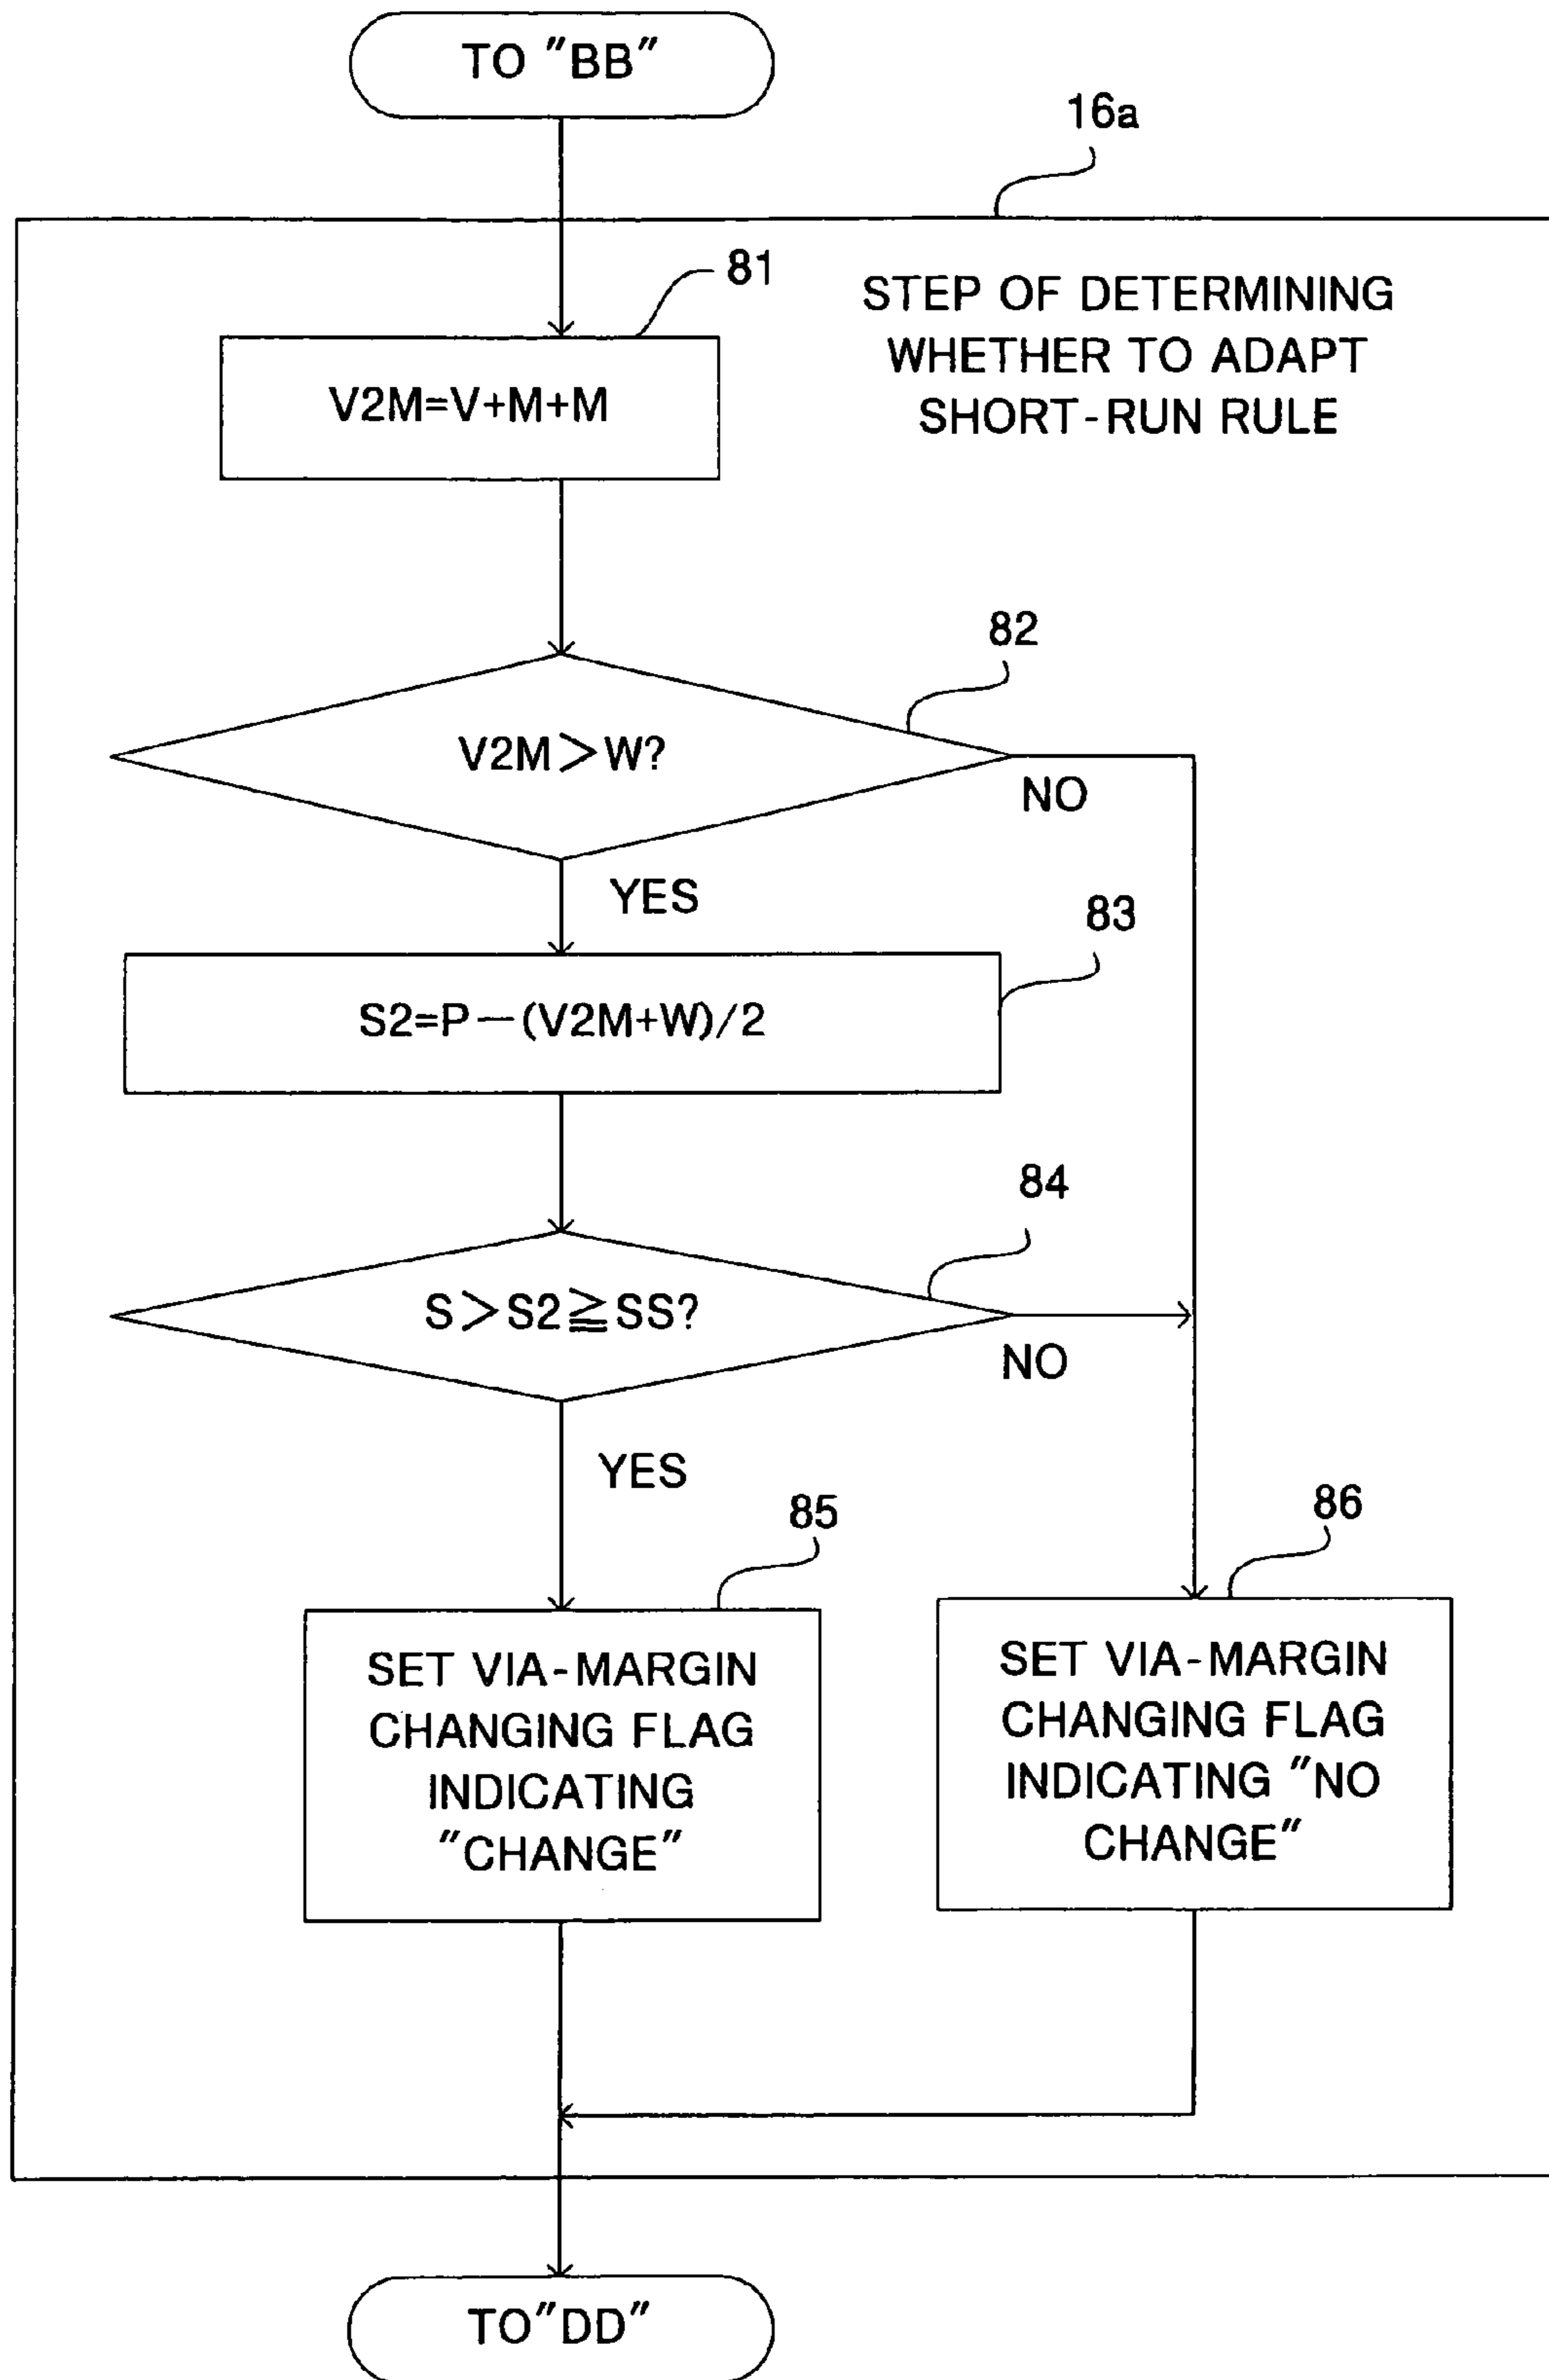 TO "BB"
16a
81
STEP OF DETERMINING
WHETHER TO ADAPT
SHORT-RUN RULE
V2M=V+M+M
82
V2M>W?
NO
YES
83
S2=P—(V2M+W)/2
84
S>S2≧SS?
NO
YES
85
86
SET VIA-MARGIN
CHANGING FLAG
INDICATING
"CHANGE"
SET VIA-MARGIN
CHANGING FLAG
INDICATING "NO
CHANGE"
TO"DD"